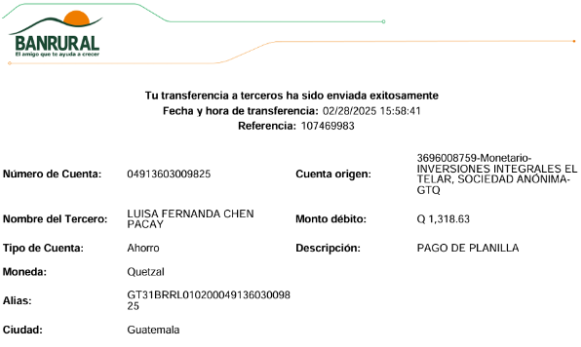 BANRURAL
El amigo que te ayuda a crecer
Tu transferencia a terceros ha sido enviada exitosamente
Fecha y hora de transferencia: 02/28/2025 15:58:41
Referencia: 107469983
Número de Cuenta: 04913603009825
Cuenta origen: 3696008759-Monetario-
INVERSIONES INTEGRALES EL
TELAR, SOCIEDAD ANÓNIMA-
GTQ
Nombre del Tercero: LUISA FERNANDA CHEN
PACAY
Monto débito: Q 1,318.63
Tipo de Cuenta: Ahorro
Descripción: PAGO DE PLANILLA
Moneda: Quetzal
Alias: GT31BRRL010200049136030098
25
Ciudad: Guatemala